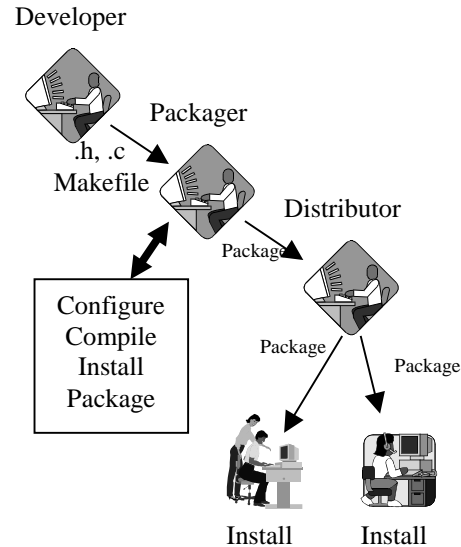 Developer
Packager
.h, .c
Makefile
Distributor
Package
Configure
Compile
Install
Package
Package
Package
Install
Install